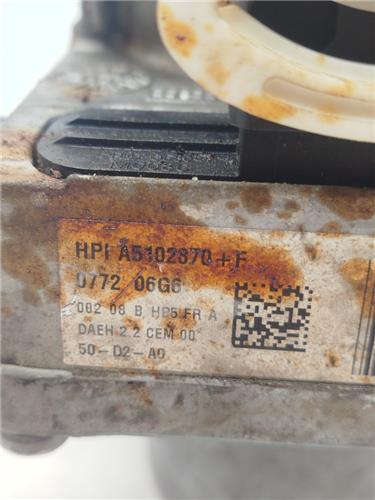 HPI A5102870+F
0772 06G6
002 08 B HP5 FR A
DAEH 2.2 CEM 00
50-D2-A0